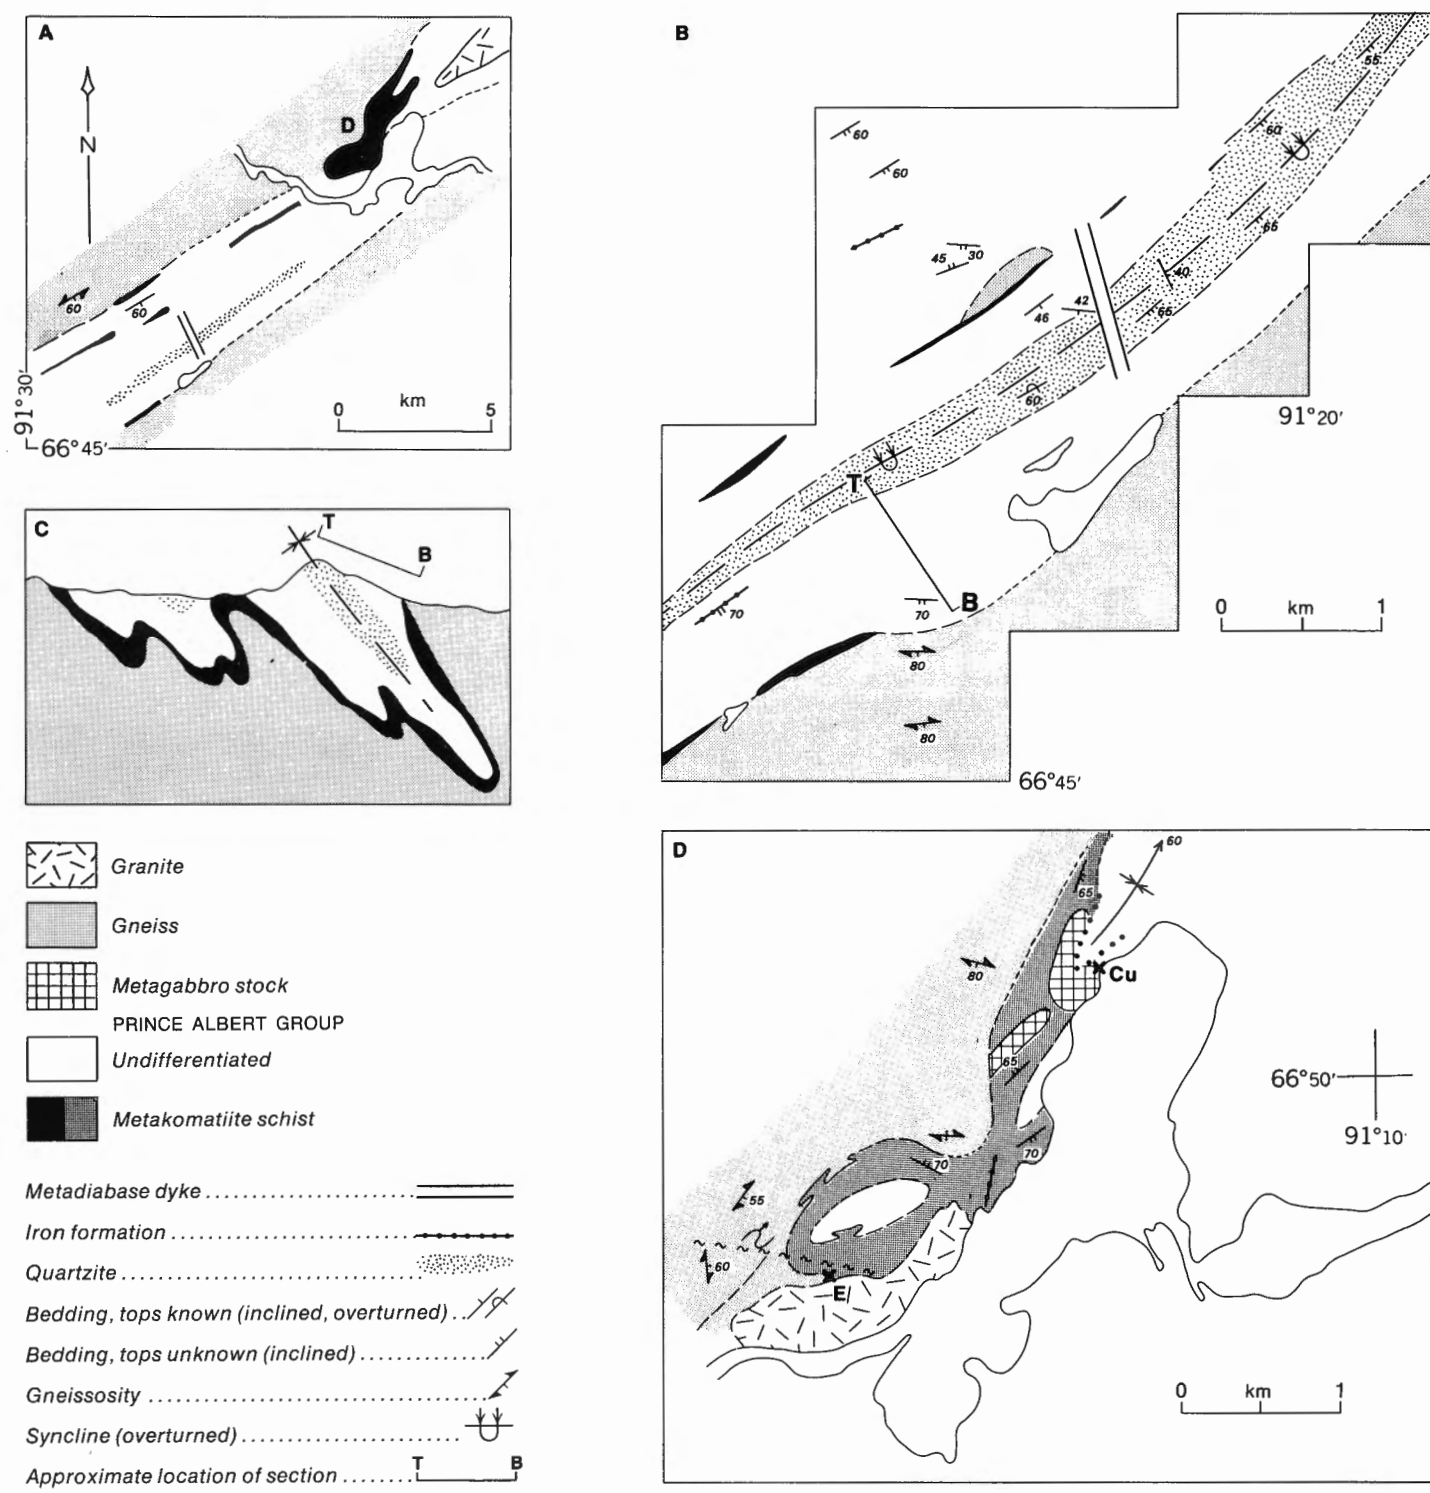 A
N
D
60
60
91°30'
66°45'
0 km 5
B
55
60
60
60
65
45 30
40
46
42
65
60
91°20'
T
B
70
70
80
80
0 km 1
66°45'
C
T
B
Granite
Gneiss
Metagabbro stock
PRINCE ALBERT GROUP
Undifferentiated
Metakomatiite schist
Metadiabase dyke
Iron formation
Quartzite
Bedding, tops known (inclined, overturned)
Bedding, tops unknown (inclined)
Gneissosity
Syncline (overturned)
Approximate location of section T B
D
60
65
80
Cu
65
66°50'
91°10'
70
70
55
60
E
0 km 1